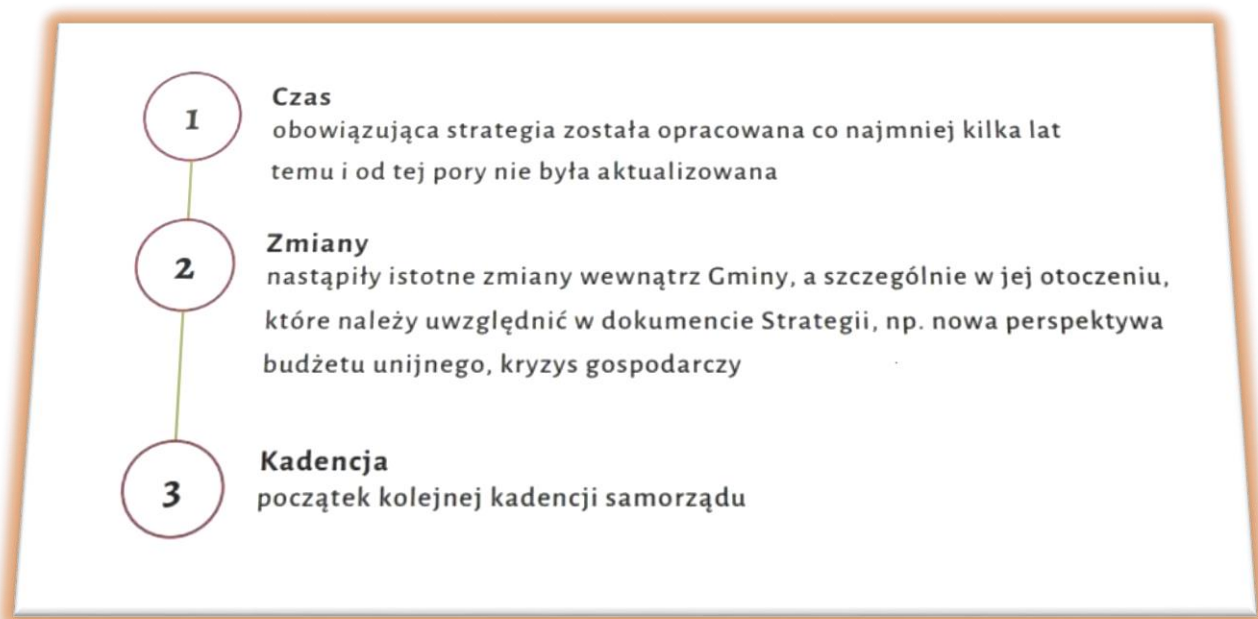 1
Czas
obowiązująca strategia została opracowana co najmniej kilka lat
temu i od tej pory nie była aktualizowana
2
Zmiany
nastąpiły istotne zmiany wewnątrz Gminy, a szczególnie w jej otoczeniu,
które należy uwzględnić w dokumencie Strategii, np. nowa perspektywa
budżetu unijnego, kryzys gospodarczy
3
Kadencja
początek kolejnej kadencji samorządu